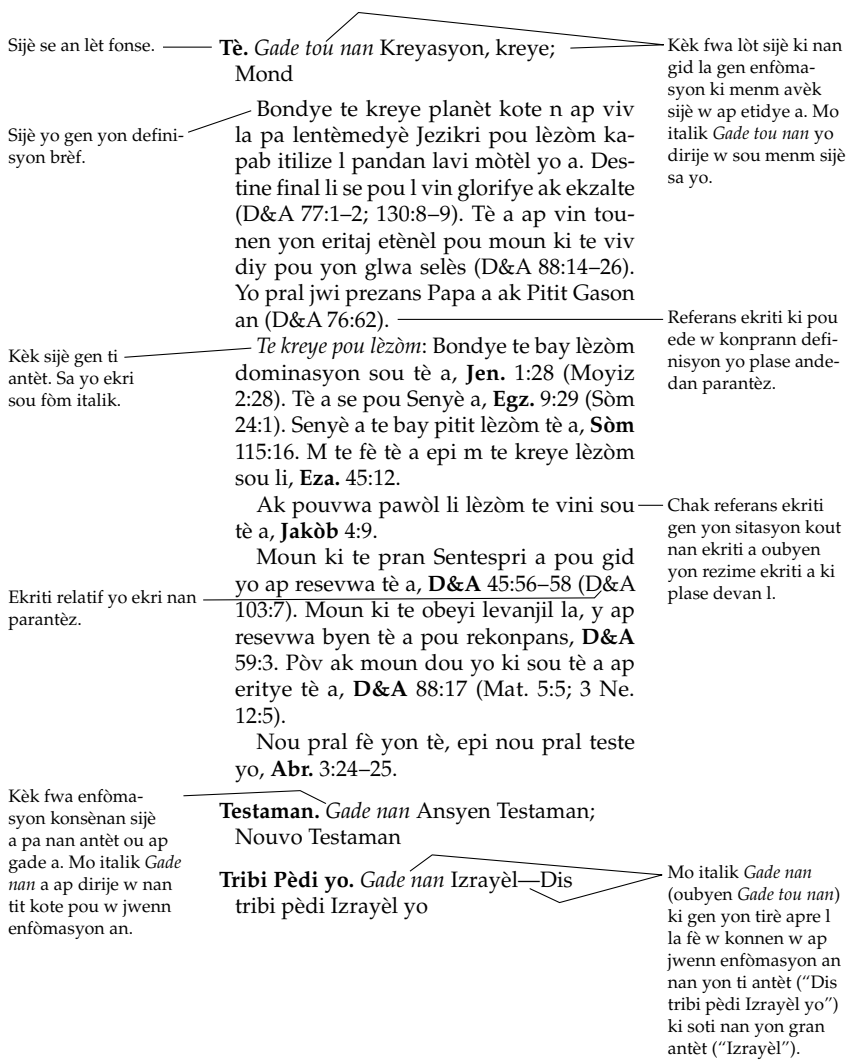 Sijè se an lèt fonse.
Sijè yo gen yon defini-
syon brèf.
Kèk sijè gen ti
antèt. Sa yo ekri
sou fòm italik.
Ekriti relatif yo ekri nan
parantèz.
Kèk fwa enfòma-
syon konsènan sijè
a pa nan antèt ou ap
gade a. Mo italik Gade
nan a ap dirije w nan
tit kote pou w jwenn
enfòmasyon an.
Tè. Gade tou nan Kreyasyon, kreye;
Mond
Bondye te kreye planèt kote n ap viv
la pa lentèmedyè Jezikri pou lèzòm ka-
pab itilize l pandan lavi mòtèl yo a. Des-
tine final li se pou l vin glorifye ak ekzalte
(D&A 77:1–2; 130:8–9). Tè a ap vin tou-
nen yon eritaj etènèl pou moun ki te viv
diy pou yon glwa selès (D&A 88:14–26).
Yo pral jwi prezans Papa a ak Pitit Gason
an (D&A 76:62).
Te kreye pou lèzòm: Bondye te bay lèzòm
dominasyon sou tè a, Jen. 1:28 (Moyiz
2:28). Tè a se pou Senyè a, Egz. 9:29 (Sòm
24:1). Senyè a te bay pitit lèzòm tè a, Sòm
115:16. M te fè tè a epi m te kreye lèzòm
sou li, Eza. 45:12.
Ak pouvwa pawòl li lèzòm te vini sou
tè a, Jakòb 4:9.
Moun ki te pran Sentespri a pou gid
yo ap resevwa tè a, D&A 45:56–58 (D&A
103:7). Moun ki te obeyi levanjil la, y ap
resevwa byen tè a pou rekonpans, D&A
59:3. Pòv ak moun dou yo ki sou tè a ap
eritye tè a, D&A 88:17 (Mat. 5:5; 3 Ne.
12:5).
Nou pral fè yon tè, epi nou pral teste
yo, Abr. 3:24–25.
Testaman. Gade nan Ansyen Testaman;
Nouvo Testaman
Tribi Pèdi yo. Gade nan Izrayèl—Dis
tribi pèdi Izrayèl yo
Kèk fwa lòt sijè ki nan
gid la gen enfòma-
syon ki menm avèk
sijè w ap etidye a. Mo
italik Gade tou nan yo
dirije w sou menm sijè
sa yo.
Referans ekriti ki pou
ede w konprann defi-
nisyon yo plase ande-
dan parantèz.
Chak referans ekriti
gen yon sitasyon kout
nan ekriti a oubyen
yon rezime ekriti a ki
plase devan l.
Mo italik Gade nan
(oubyen Gade tou nan)
ki gen yon tirè apre l
la fè w konnen w ap
jwenn enfòmasyon an
nan yon ti antèt (“Dis
tribi pèdi Izrayèl yo”)
ki soti nan yon gran
antèt (“Izrayèl”).